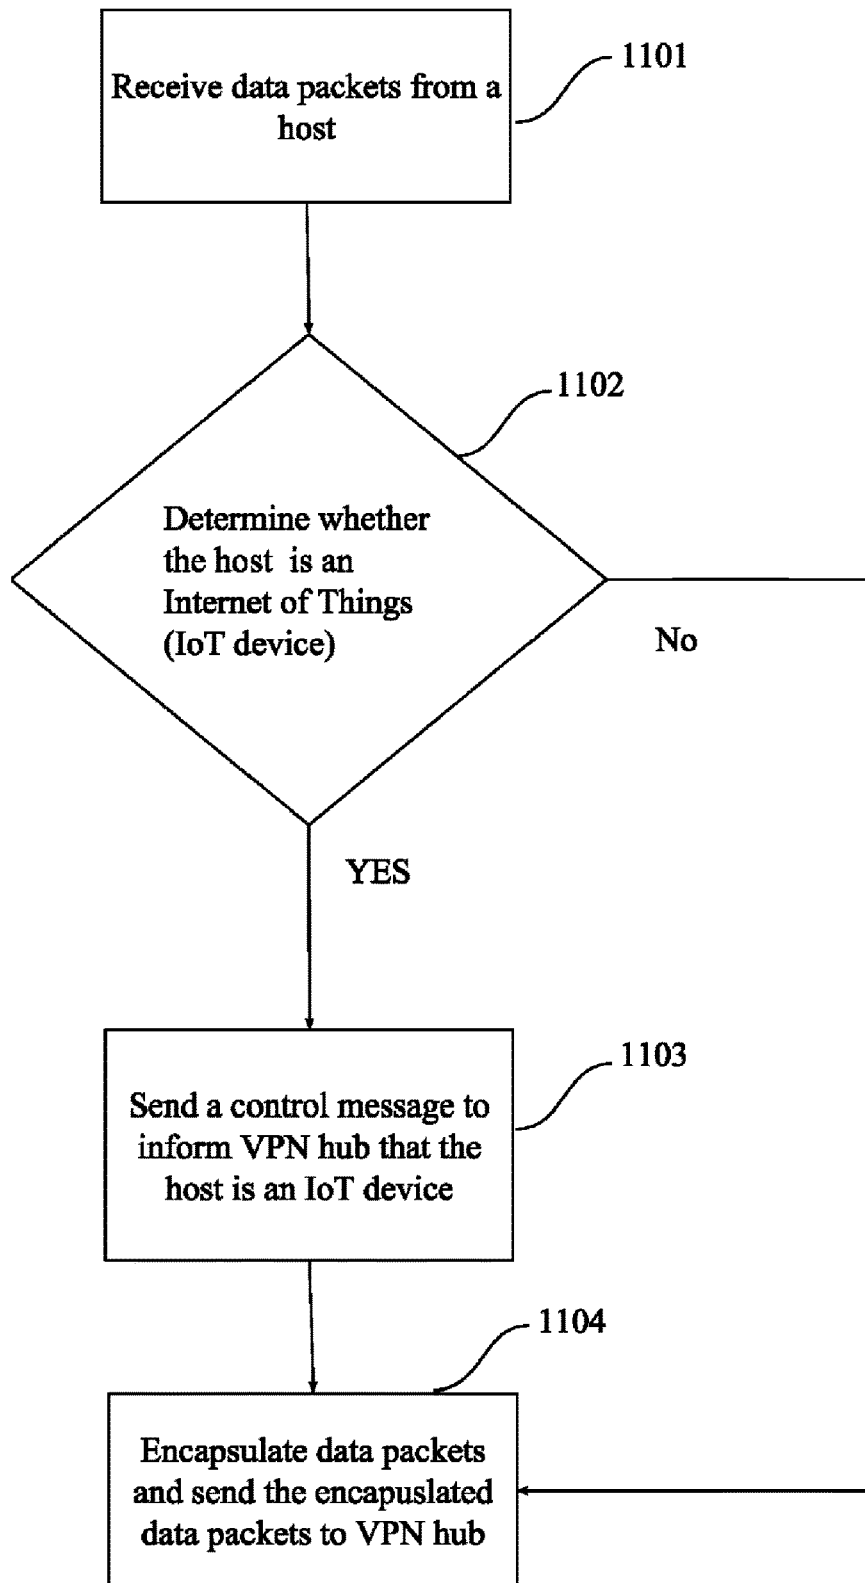 1101
Receive data packets from a
host
1102
Determine whether
the host is an
Internet of Things
(IoT device)
No
YES
1103
Send a control message to
inform VPN hub that the
host is an IoT device
1104
Encapsulate data packets
and send the encapuslated
data packets to VPN hub